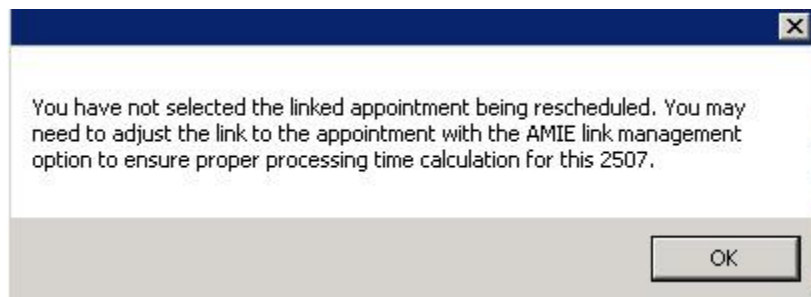 You have not selected the linked appointment being rescheduled. You may
need to adjust the link to the appointment with the AMIE link management
option to ensure proper processing time calculation for this 2507.
OK